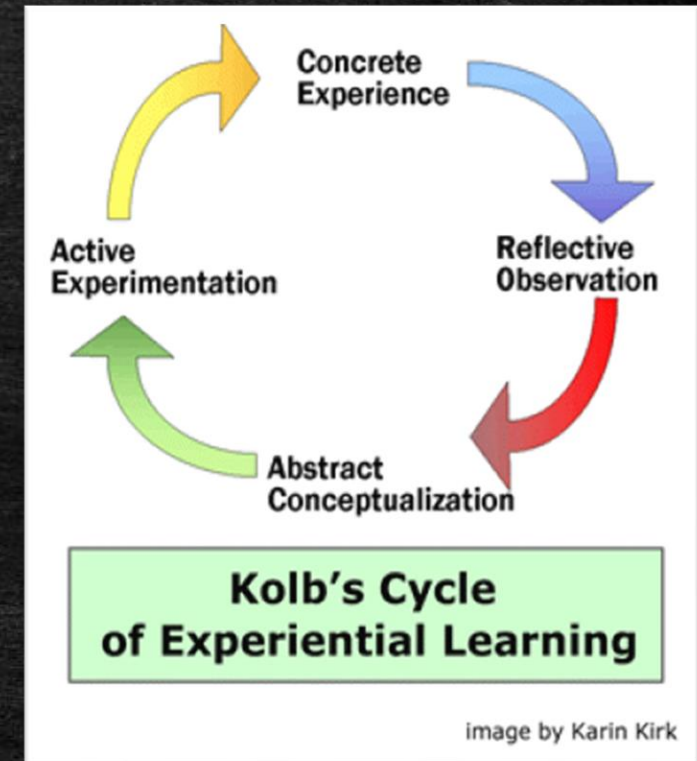 Concrete
Experience
Reflective
Observation
Abstract
Conceptualization
Active
Experimentation
Kolb's Cycle
of Experiential Learning
image by Karin Kirk